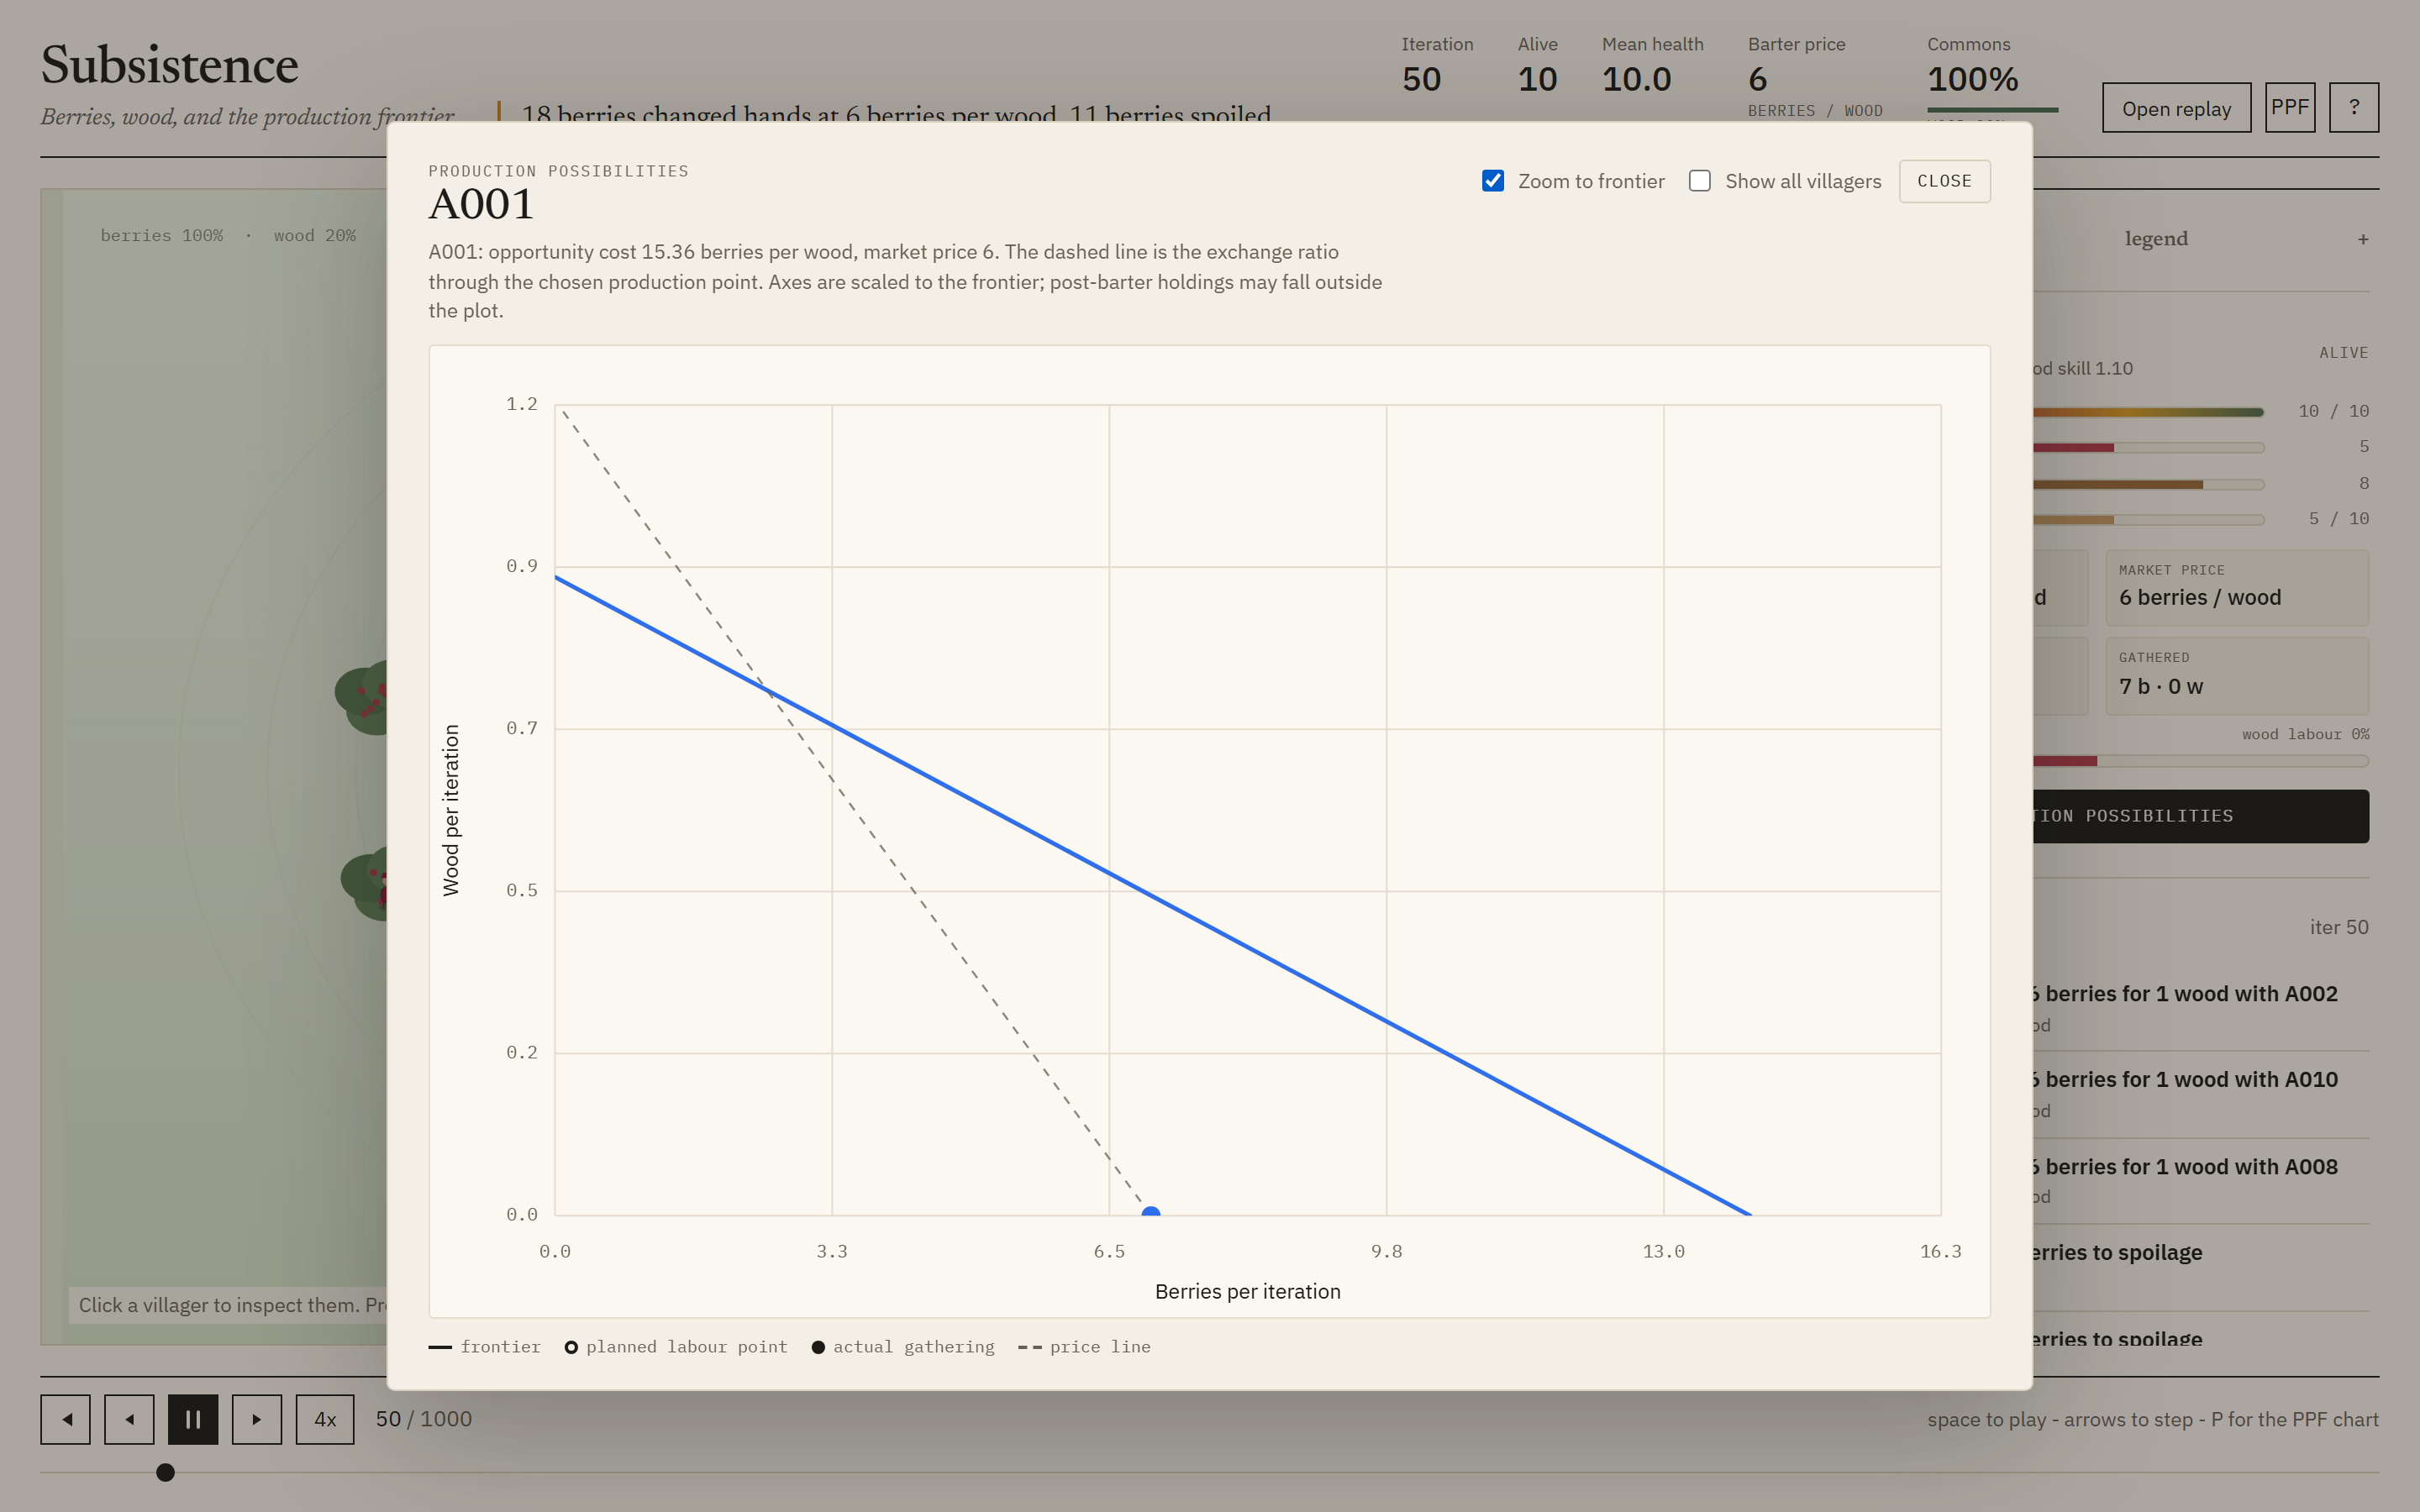 Subsistence
Berries, wood, and the production frontier
18 berries changed hands at 6 berries per wood. 11 berries spoiled.
Iteration
50
Alive
10
Mean health
10.0
Barter price
6
BERRIES / WOOD
Commons
100%
Open replay
PPF
?
berries 100% · wood 20%
PRODUCTION POSSIBILITIES
A001
Zoom to frontier
Show all villagers
CLOSE
A001: opportunity cost 15.36 berries per wood, market price 6. The dashed line is the exchange ratio
through the chosen production point. Axes are scaled to the frontier; post-barter holdings may fall outside
the plot.
1.2
0.9
0.7
0.5
0.2
0.0
Wood per iteration
0.0 3.3 6.5 9.8 13.0 16.3
Berries per iteration
frontier planned labour point actual gathering price line
legend +
ALIVE
skill 1.10
10 / 10
5
8
5 / 10
MARKET PRICE
6 berries / wood
GATHERED
7 b · 0 w
wood labour 0%
POSSIBILITIES
iter 50
6 berries for 1 wood with A002
6 berries for 1 wood with A010
6 berries for 1 wood with A008
to spoilage
to spoilage
Click a villager to inspect them.
4x
50 / 1000
space to play - arrows to step - P for the PPF chart